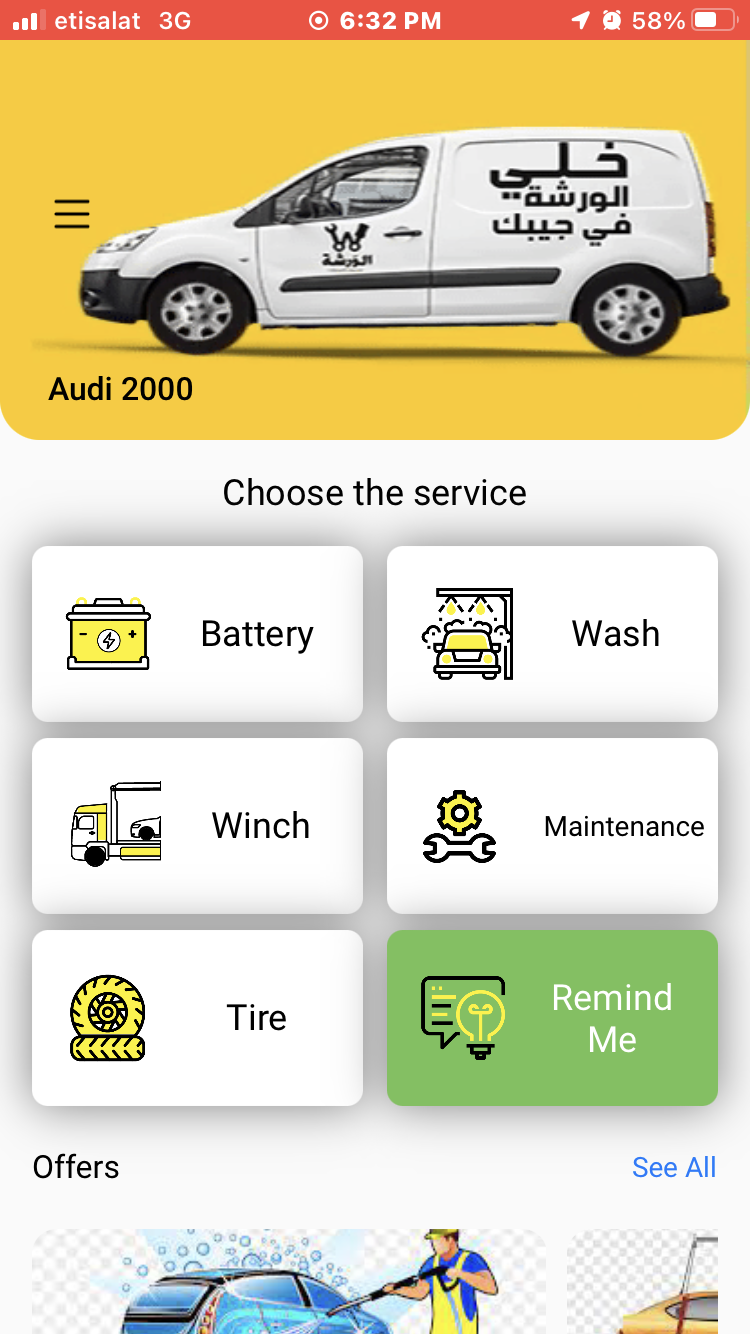 etisalat 3G 6:32 PM 58%
خلي
الورشة
في جيبك
الورشة
Audi 2000
Choose the service
Battery
Wash
Winch
Maintenance
Tire
Remind
Me
Offers
See All